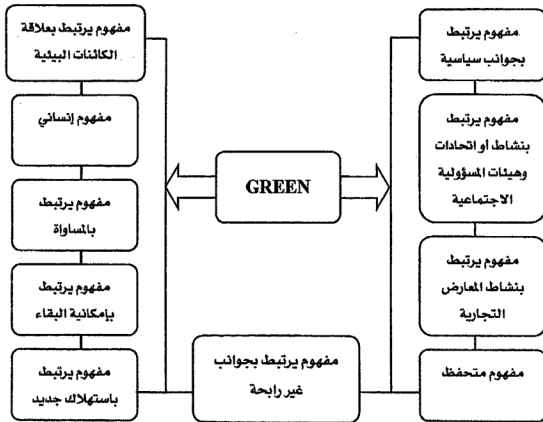 مفهوم يرتبط
بجوانب سياسية
مفهوم يرتبط
بنشاط أو اتحادات
وهيئات المسؤولية
الاجتماعية
مفهوم يرتبط
بنشاط المعارض
التجارية
مفهوم متحفظ
GREEN
مفهوم يرتبط بجوانب
غير رابحة
مفهوم يرتبط بعلاقة
الكائنات البيئية
مفهوم إنساني
مفهوم يرتبط
بالمساواة
مفهوم يرتبط
بإمكانية البقاء
مفهوم يرتبط
باستهلاك جديد